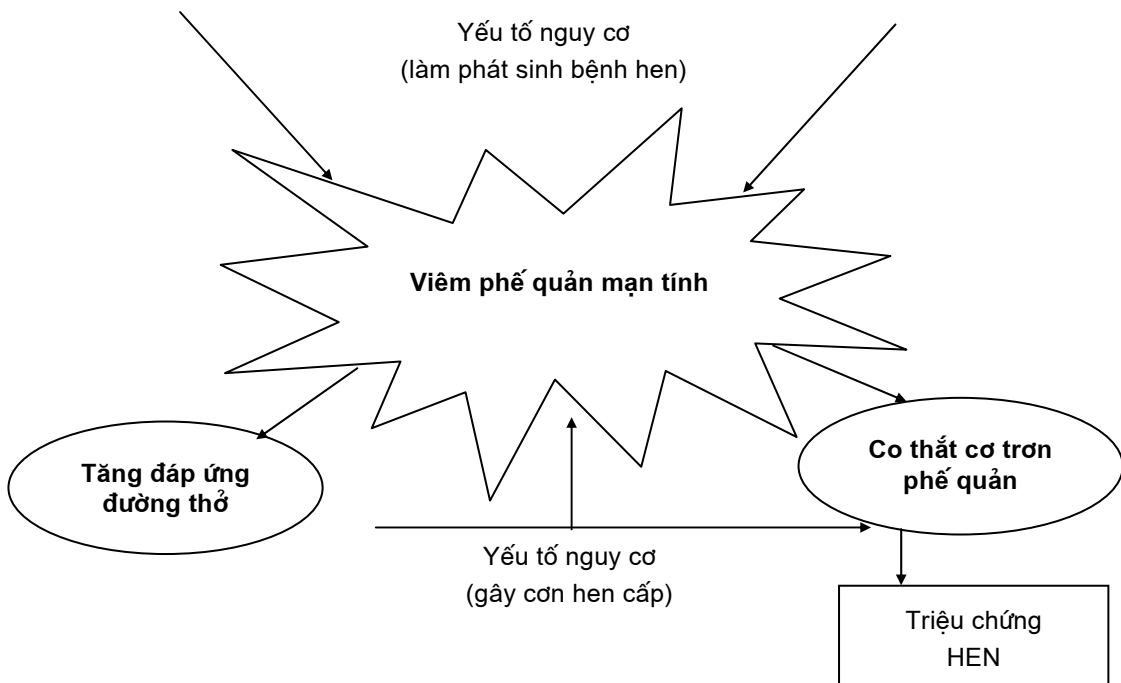 Yếu tố nguy cơ
(làm phát sinh bệnh hen)
Viêm phế quản mạn tính
Tăng đáp ứng
đường thở
Co thắt cơ trơn
phế quản
Yếu tố nguy cơ
(gây cơn hen cấp)
Triệu chứng
HEN